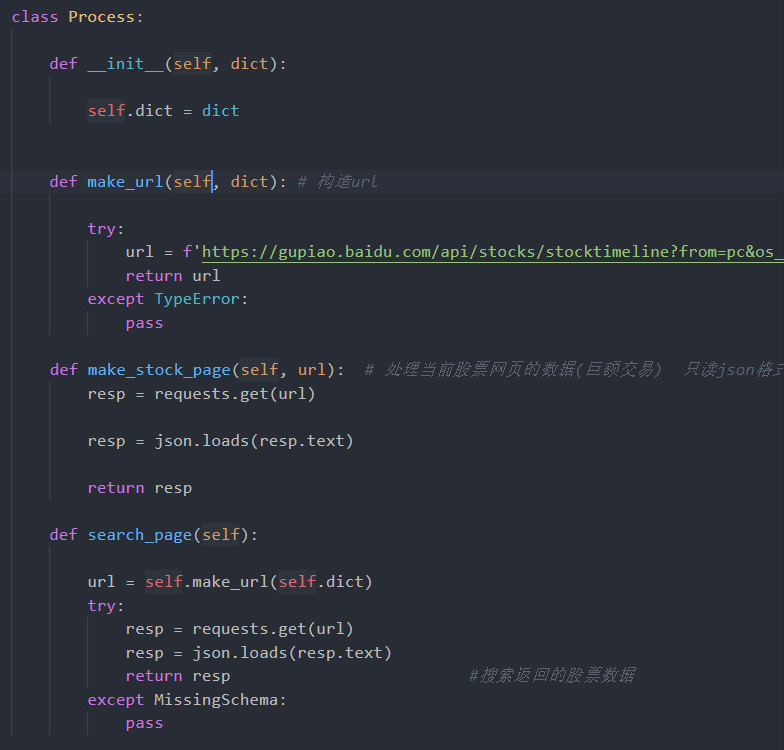 class Process:
def __init__(self, dict):
self.dict = dict
def make_url(self, dict): # 构造url
try:
url = f'https://gupiao.baidu.com/api/stocks/stocktimeline?from=pc&os_
return url
except TypeError:
pass
def make_stock_page(self, url): # 处理当前股票网页的数据(巨额交易) 只读json格式
resp = requests.get(url)
resp = json.loads(resp.text)
return resp
def search_page(self):
url = self.make_url(self.dict)
try:
resp = requests.get(url)
resp = json.loads(resp.text)
return resp #搜索返回的股票数据
except MissingSchema:
pass